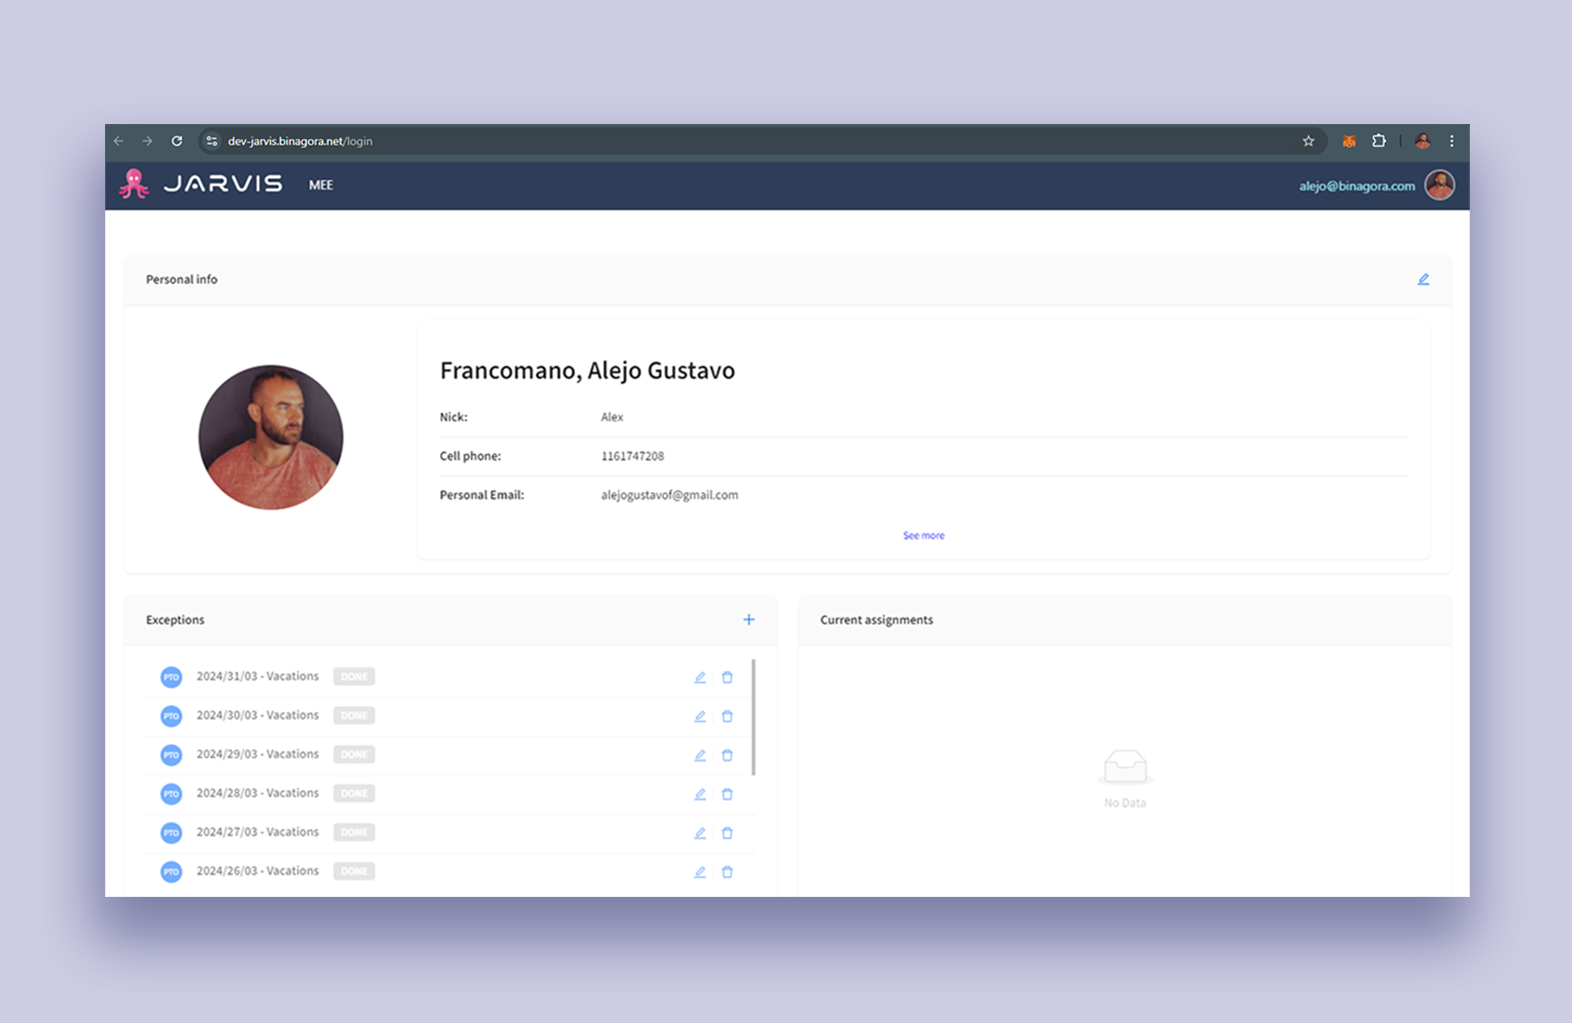 dev-jarvis.binagora.net/login
JARVIS MEE alejo@binagora.com
Personal info
Francomano, Alejo Gustavo
Nick: Alex
Cell phone: 1161747208
Personal Email: alejogustavof@gmail.com
See more
Exceptions
PTO 2024/31/03 - Vacations DONE
PTO 2024/30/03 - Vacations DONE
PTO 2024/29/03 - Vacations DONE
PTO 2024/28/03 - Vacations DONE
PTO 2024/27/03 - Vacations DONE
PTO 2024/26/03 - Vacations DONE
Current assignments
No Data